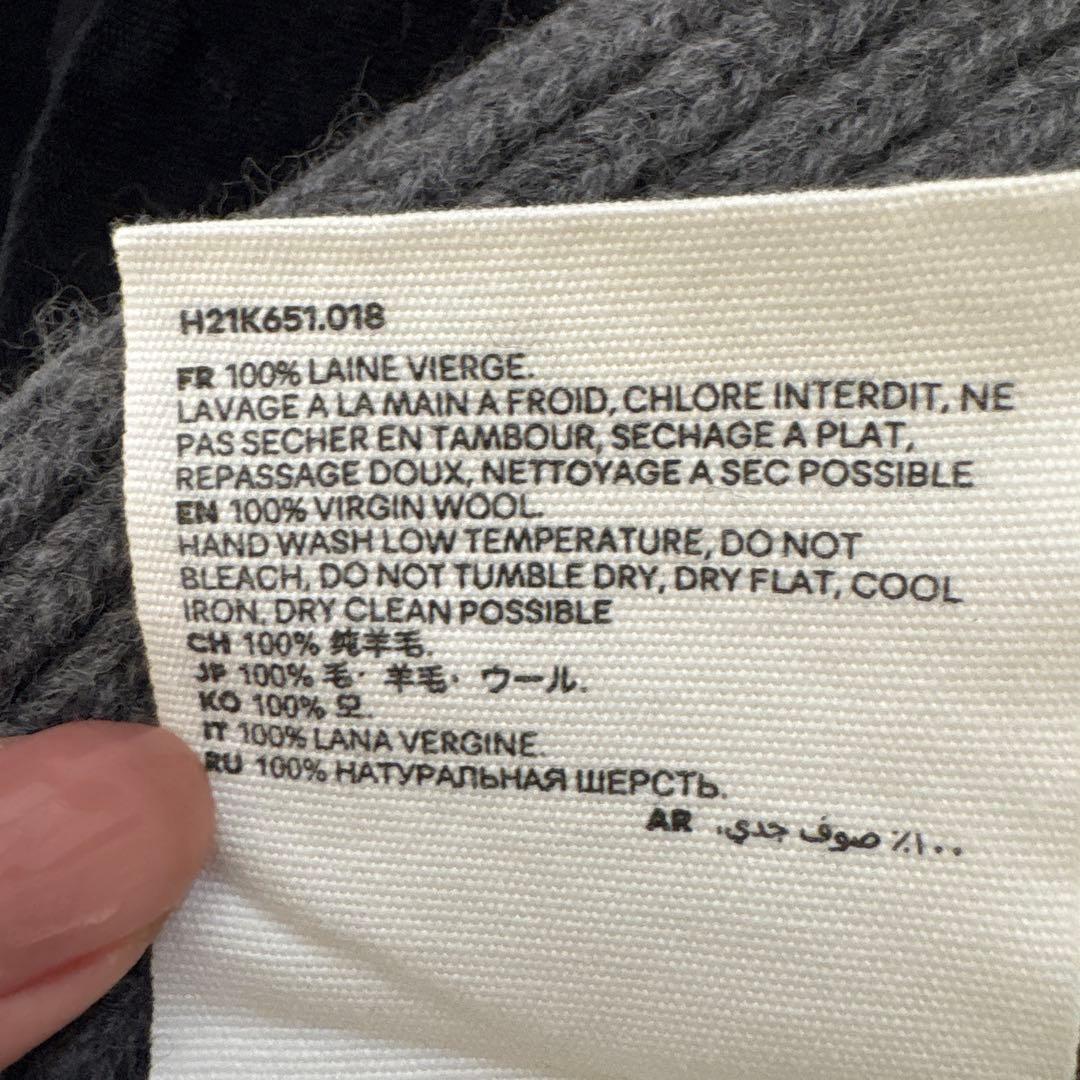 H21K651.018
FR 100% LAINE VIERGE.
LAVAGE A LA MAIN A FROID, CHLORE INTERDIT, NE
PAS SECHER EN TAMBOUR, SECHAGE A PLAT,
REPASSAGE DOUX, NETTOYAGE A SEC POSSIBLE
EN 100% VIRGIN WOOL.
HAND WASH LOW TEMPERATURE, DO NOT
BLEACH, DO NOT TUMBLE DRY, DRY FLAT, COOL
IRON, DRY CLEAN POSSIBLE
CH 100% 纯羊毛.
JP 100% 毛· 羊毛· ウール.
KO 100% 모.
IT 100% LANA VERGINE.
RU 100% НАТУРАЛЬНАЯ ШЕРСТЬ.
AR ١٠٠٪ صوف جدي.